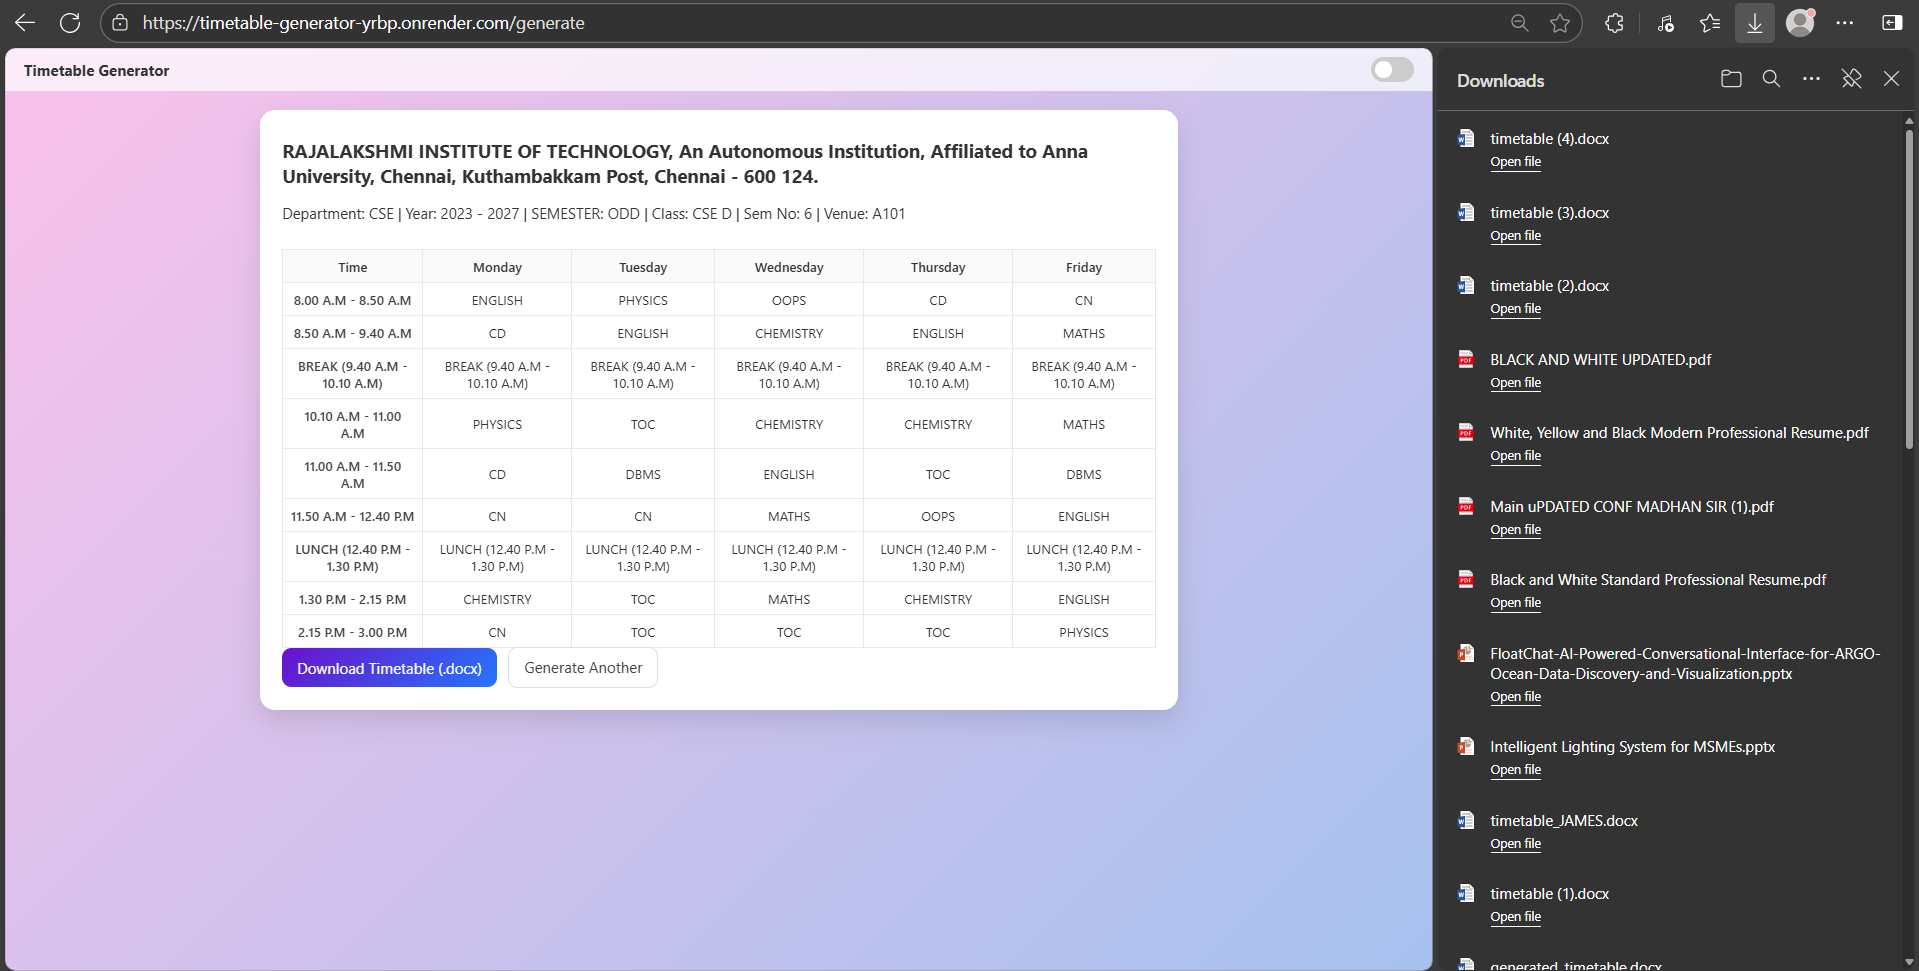 https://timetable-generator-yrbp.onrender.com/generate
Timetable Generator
RAJALAKSHMI INSTITUTE OF TECHNOLOGY, An Autonomous Institution, Affiliated to Anna
University, Chennai, Kuthambakkam Post, Chennai - 600 124.
Department: CSE | Year: 2023 - 2027 | SEMESTER: ODD | Class: CSE D | Sem No: 6 | Venue: A101
Time Monday Tuesday Wednesday Thursday Friday
8.00 A.M - 8.50 A.M ENGLISH PHYSICS OOPS CD CN
8.50 A.M - 9.40 A.M CD ENGLISH CHEMISTRY ENGLISH MATHS
BREAK (9.40 A.M - BREAK (9.40 A.M - BREAK (9.40 A.M - BREAK (9.40 A.M - BREAK (9.40 A.M - BREAK (9.40 A.M -
10.10 A.M) 10.10 A.M) 10.10 A.M) 10.10 A.M) 10.10 A.M) 10.10 A.M)
10.10 A.M - 11.00
A.M PHYSICS TOC CHEMISTRY CHEMISTRY MATHS
11.00 A.M - 11.50
A.M CD DBMS ENGLISH TOC DBMS
11.50 A.M - 12.40 P.M CN CN MATHS OOPS ENGLISH
LUNCH (12.40 P.M - LUNCH (12.40 P.M - LUNCH (12.40 P.M - LUNCH (12.40 P.M - LUNCH (12.40 P.M - LUNCH (12.40 P.M -
1.30 P.M) 1.30 P.M) 1.30 P.M) 1.30 P.M) 1.30 P.M) 1.30 P.M)
1.30 P.M - 2.15 P.M CHEMISTRY TOC MATHS CHEMISTRY ENGLISH
2.15 P.M - 3.00 P.M CN TOC TOC TOC PHYSICS
Download Timetable (.docx) Generate Another
Downloads
timetable (4).docx
Open file
timetable (3).docx
Open file
timetable (2).docx
Open file
BLACK AND WHITE UPDATED.pdf
Open file
White, Yellow and Black Modern Professional Resume.pdf
Open file
Main uPDATED CONF MADHAN SIR (1).pdf
Open file
Black and White Standard Professional Resume.pdf
Open file
FloatChat-AI-Powered-Conversational-Interface-for-ARGO-
Ocean-Data-Discovery-and-Visualization.pptx
Open file
Intelligent Lighting System for MSMEs.pptx
Open file
timetable_JAMES.docx
Open file
timetable (1).docx
Open file
generated_timetable.docx